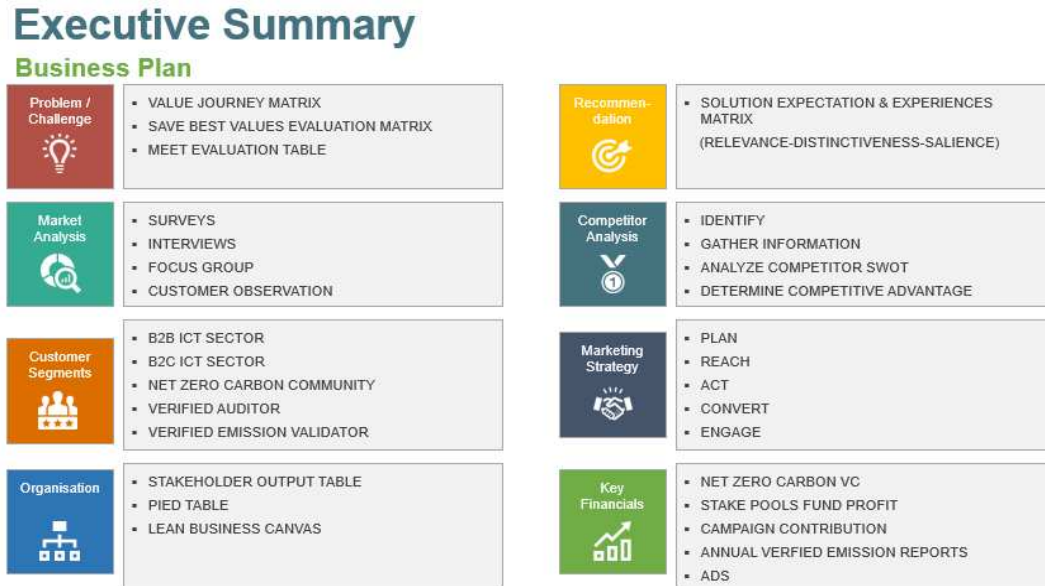 Executive Summary
Business Plan
Problem /
Challenge
▪ VALUE JOURNEY MATRIX
▪ SAVE BEST VALUES EVALUATION MATRIX
▪ MEET EVALUATION TABLE
Recommen-
dation
▪ SOLUTION EXPECTATION & EXPERIENCES
MATRIX
(RELEVANCE-DISTINCTIVENESS-SALIENCE)
Market
Analysis
▪ SURVEYS
▪ INTERVIEWS
▪ FOCUS GROUP
▪ CUSTOMER OBSERVATION
Competitor
Analysis
1
▪ IDENTIFY
▪ GATHER INFORMATION
▪ ANALYZE COMPETITOR SWOT
▪ DETERMINE COMPETITIVE ADVANTAGE
Customer
Segments
▪ B2B ICT SECTOR
▪ B2C ICT SECTOR
▪ NET ZERO CARBON COMMUNITY
▪ VERIFIED AUDITOR
▪ VERIFIED EMISSION VALIDATOR
Marketing
Strategy
▪ PLAN
▪ REACH
▪ ACT
▪ CONVERT
▪ ENGAGE
Organisation
▪ STAKEHOLDER OUTPUT TABLE
▪ PIED TABLE
▪ LEAN BUSINESS CANVAS
Key
Financials
▪ NET ZERO CARBON VC
▪ STAKE POOLS FUND PROFIT
▪ CAMPAIGN CONTRIBUTION
▪ ANNUAL VERFIED EMISSION REPORTS
▪ ADS